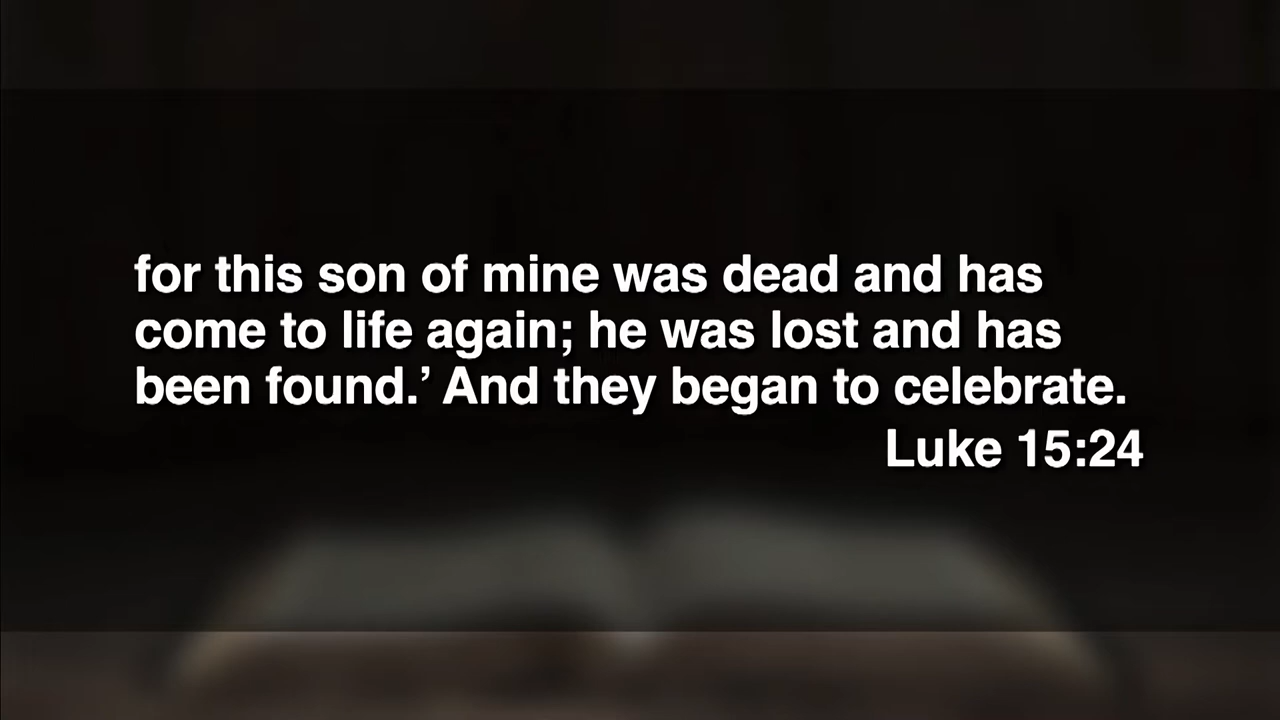 for this son of mine was dead and has
come to life again; he was lost and has
been found.’ And they began to celebrate.
Luke 15:24